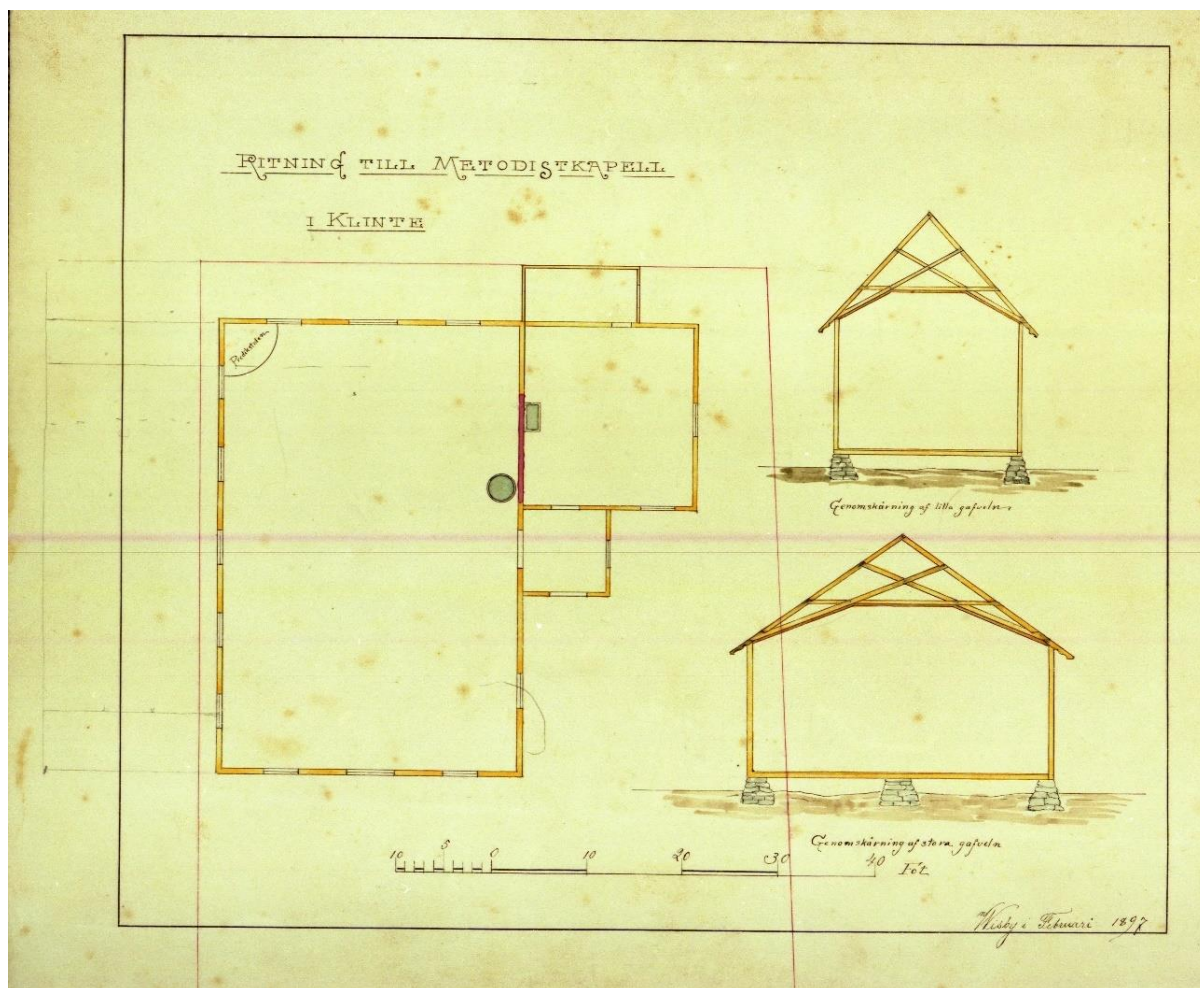 RITNING TILL METODISTKAPELL
I KLINTE
Predikstolen
Genomskärning af lilla gafveln.
Genomskärning af stora gafveln
10 5 0 10 20 30 40 Fot
Wisby i Februari 1897